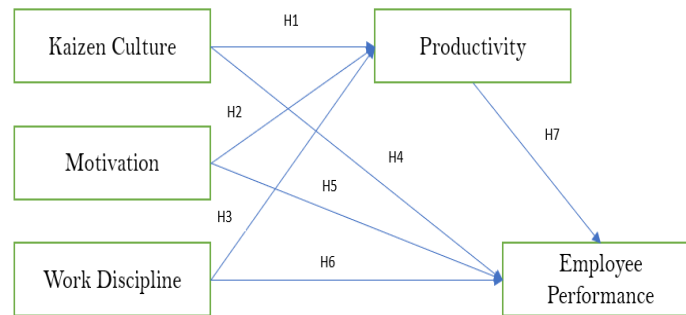 H1
Kaizen Culture
Productivity
H2
H7
Motivation
H4
H5
H3
H6
Work Discipline
Employee
Performance